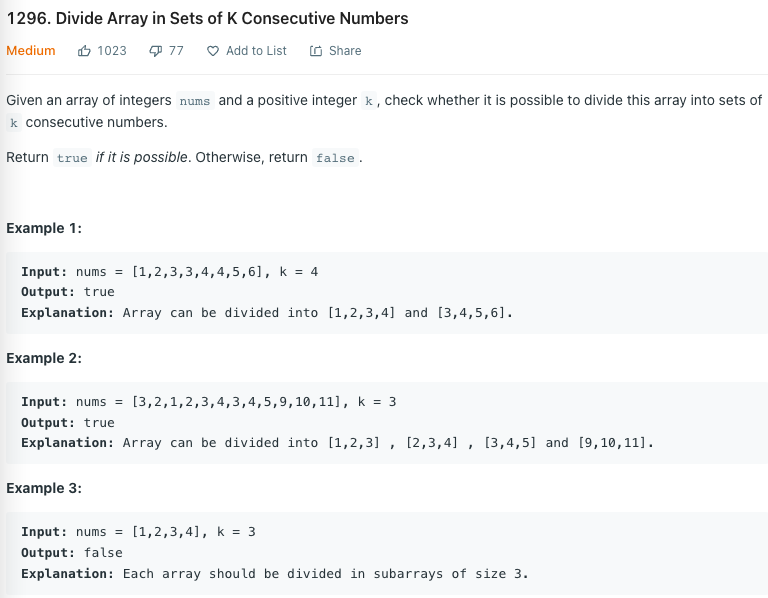 1296. Divide Array in Sets of K Consecutive Numbers
Medium 1023 77 Add to List Share
Given an array of integers nums and a positive integer k, check whether it is possible to divide this array into sets of
k consecutive numbers.
Return true if it is possible. Otherwise, return false.
Example 1:
Input: nums = [1,2,3,3,4,4,5,6], k = 4
Output: true
Explanation: Array can be divided into [1,2,3,4] and [3,4,5,6].
Example 2:
Input: nums = [3,2,1,2,3,4,3,4,5,9,10,11], k = 3
Output: true
Explanation: Array can be divided into [1,2,3] , [2,3,4] , [3,4,5] and [9,10,11].
Example 3:
Input: nums = [1,2,3,4], k = 3
Output: false
Explanation: Each array should be divided in subarrays of size 3.